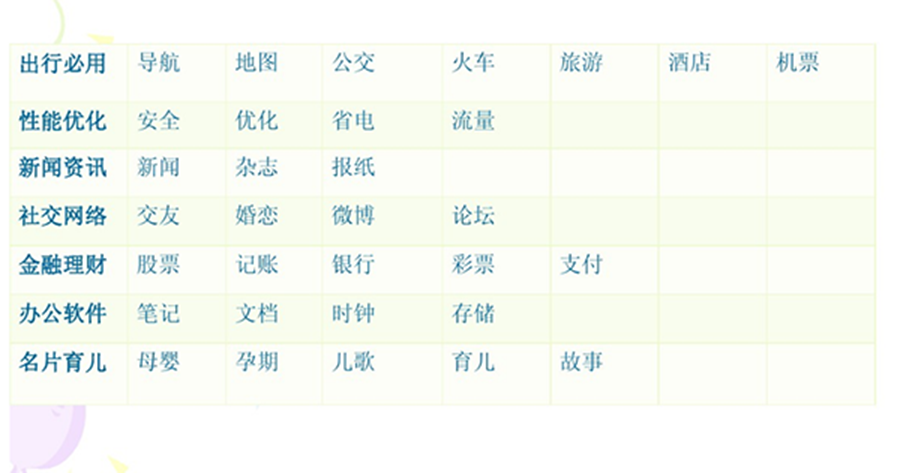 出行必用 导航 地图 公交 火车 旅游 酒店 机票
性能优化 安全 优化 省电 流量
新闻资讯 新闻 杂志 报纸
社交网络 交友 婚恋 微博 论坛
金融理财 股票 记账 银行 彩票 支付
办公软件 笔记 文档 时钟 存储
名片育儿 母婴 孕期 儿歌 育儿 故事